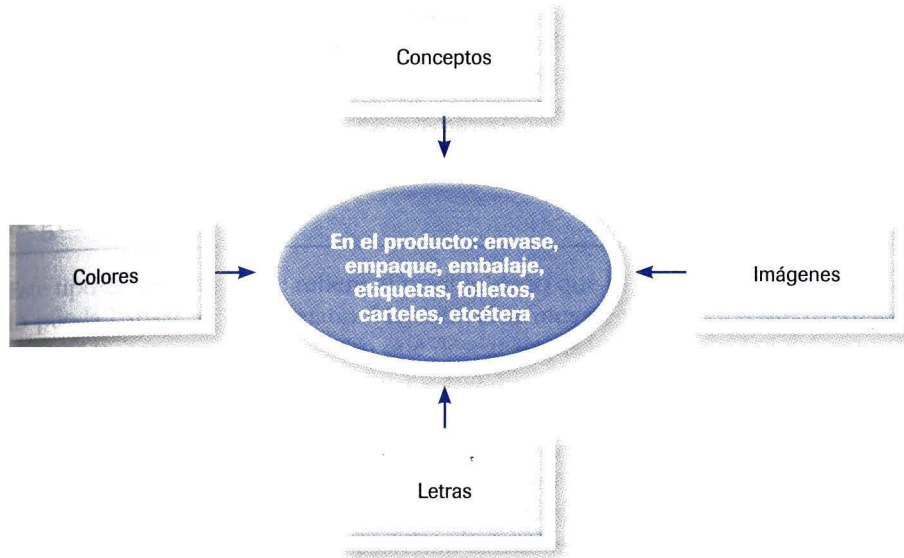 Conceptos
Colores
En el producto: envase,
empaque, embalaje,
etiquetas, folletos,
carteles, etcétera
Imágenes
Letras